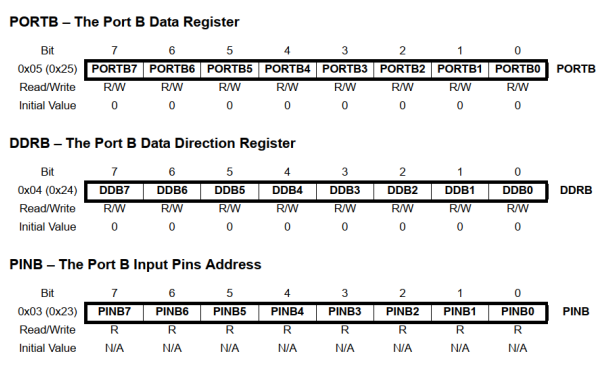 PORTB – The Port B Data Register
Bit 7 6 5 4 3 2 1 0
0x05 (0x25) PORTB7 PORTB6 PORTB5 PORTB4 PORTB3 PORTB2 PORTB1 PORTB0 PORTB
Read/Write R/W R/W R/W R/W R/W R/W R/W R/W
Initial Value 0 0 0 0 0 0 0 0
DDRB – The Port B Data Direction Register
Bit 7 6 5 4 3 2 1 0
0x04 (0x24) DDB7 DDB6 DDB5 DDB4 DDB3 DDB2 DDB1 DDB0 DDRB
Read/Write R/W R/W R/W R/W R/W R/W R/W R/W
Initial Value 0 0 0 0 0 0 0 0
PINB – The Port B Input Pins Address
Bit 7 6 5 4 3 2 1 0
0x03 (0x23) PINB7 PINB6 PINB5 PINB4 PINB3 PINB2 PINB1 PINB0 PINB
Read/Write R R R R R R R R
Initial Value N/A N/A N/A N/A N/A N/A N/A N/A